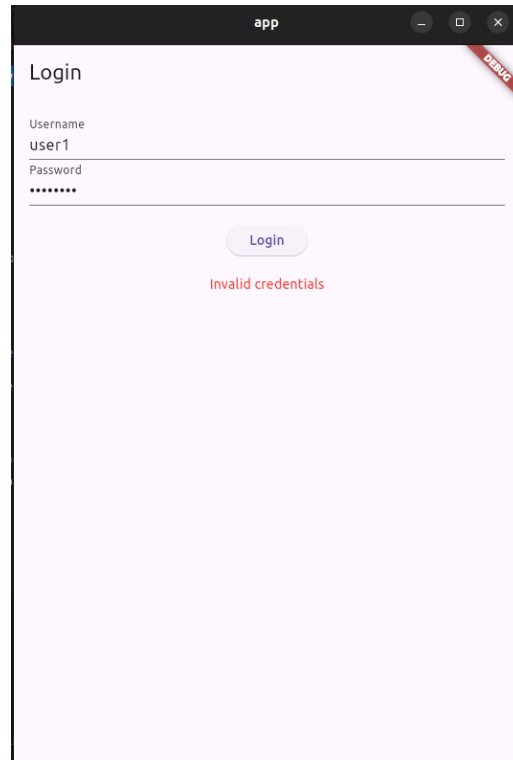 app
DEBUG
Login
Username
user1
Password
••••••••
Login
Invalid credentials